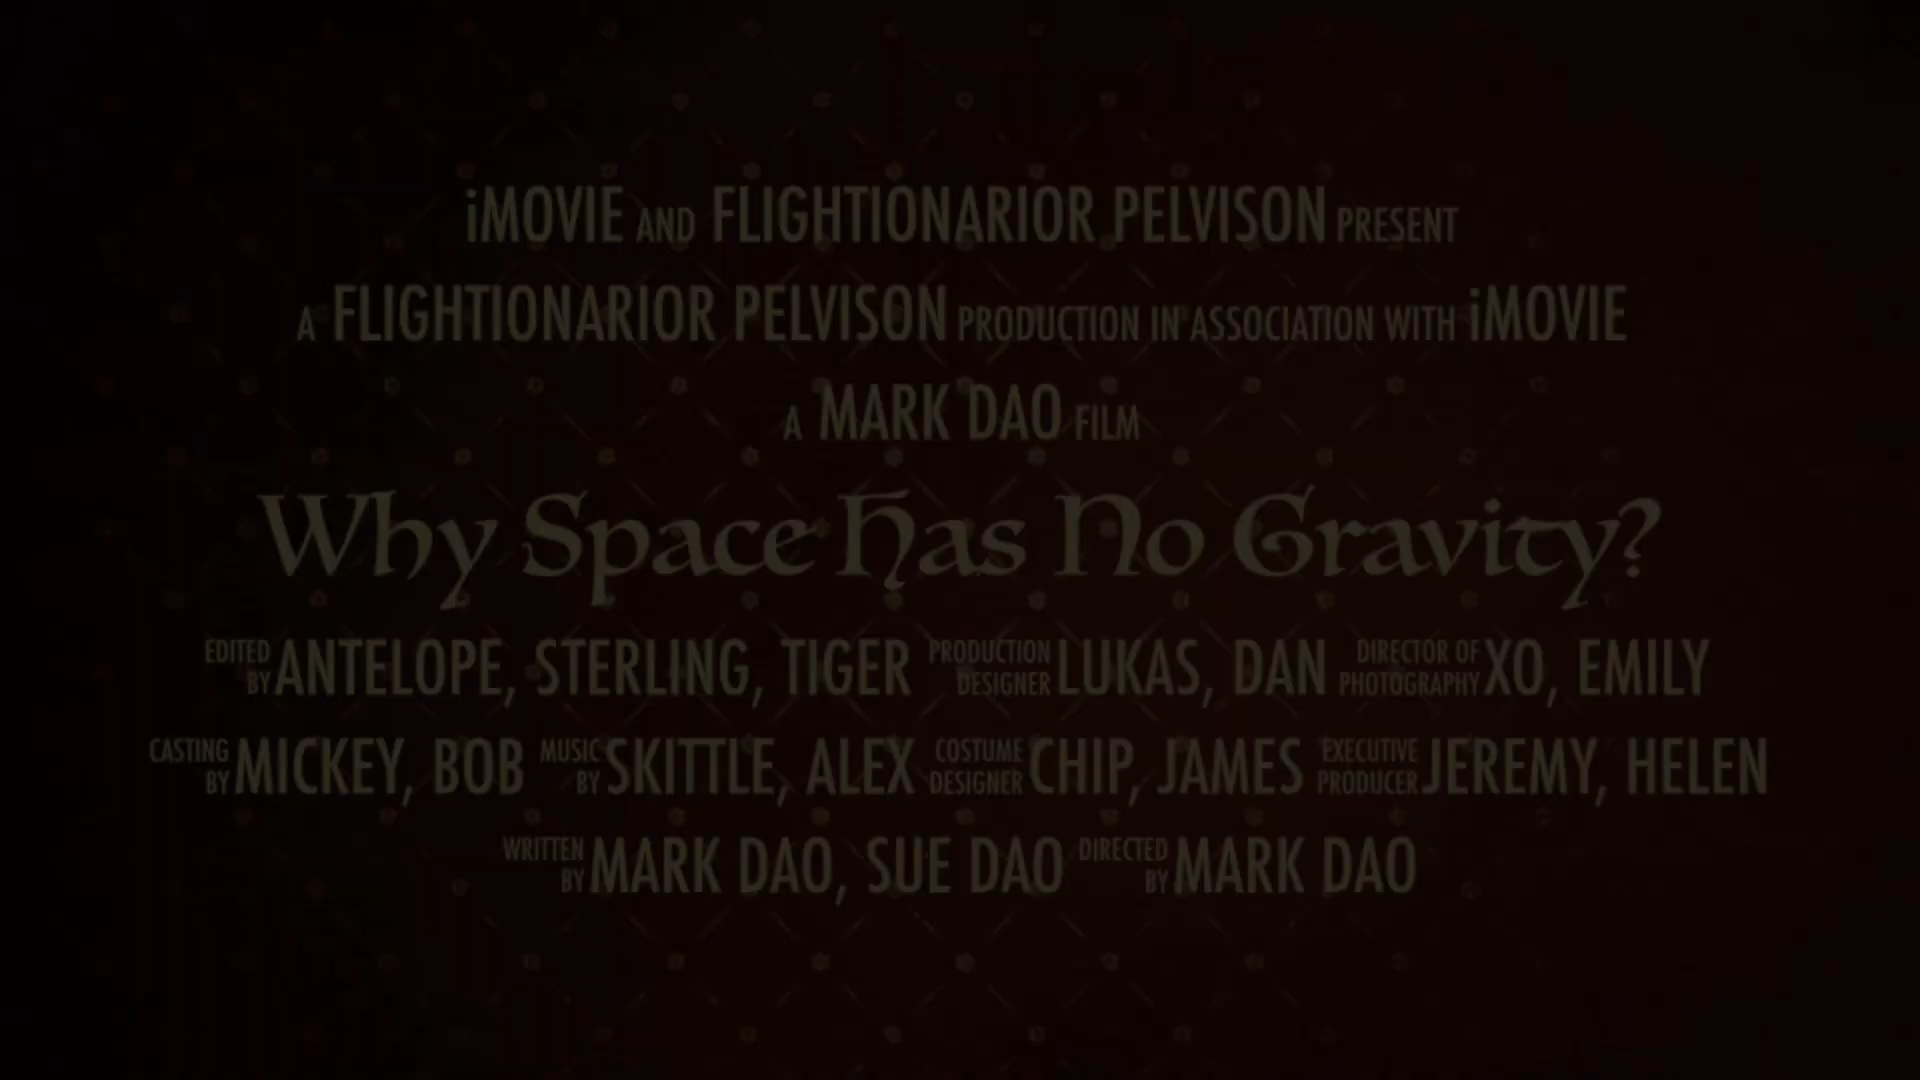 iMOVIE AND FLIGHTIONARIOR PELVISON PRESENT
A FLIGHTIONARIOR PELVISON PRODUCTION IN ASSOCIATION WITH iMOVIE
A MARK DAO FILM
Why Space Has No Gravity?
EDITED BY ANTELOPE, STERLING, TIGER PRODUCTION DESIGNER LUKAS, DAN DIRECTOR OF PHOTOGRAPHY XO, EMILY
CASTING BY MICKEY, BOB MUSIC BY SKITTLE, ALEX COSTUME DESIGNER CHIP, JAMES EXECUTIVE PRODUCER JEREMY, HELEN
WRITTEN BY MARK DAO, SUE DAO DIRECTED BY MARK DAO